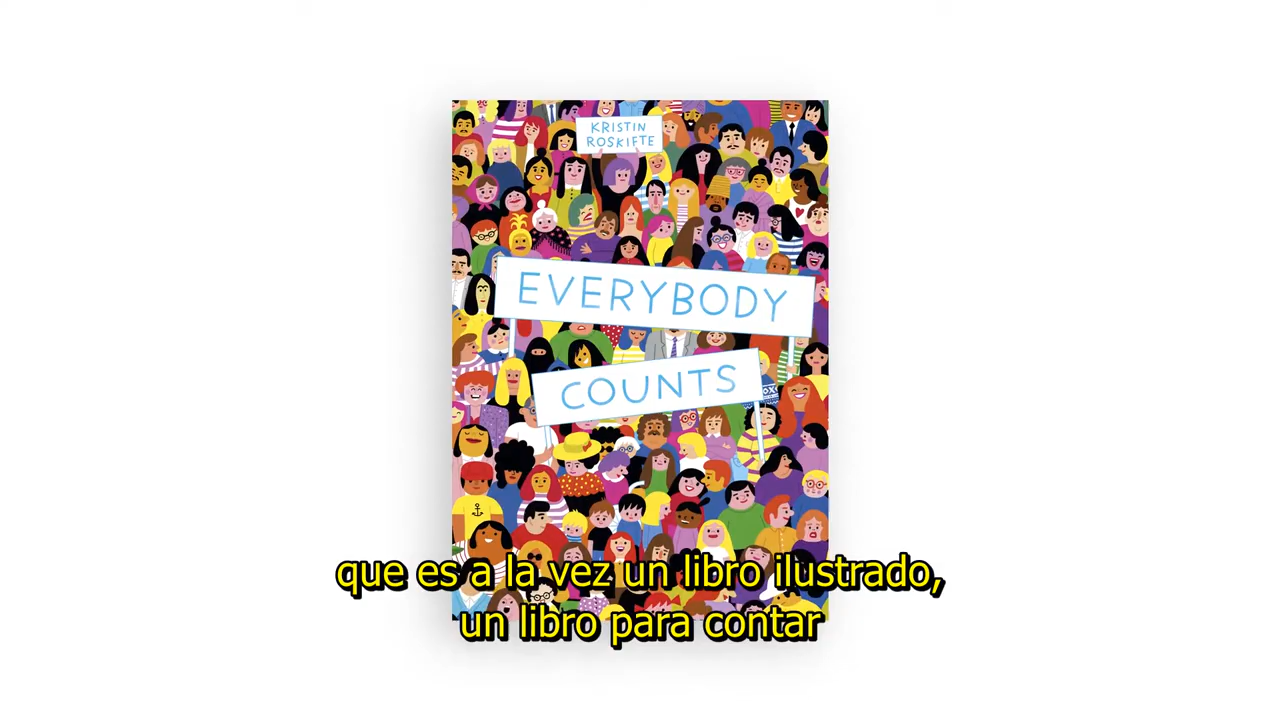 KRISTIN
ROSKIFTE
EVERYBODY
COUNTS
que es a la vez un libro ilustrado,
un libro para contar